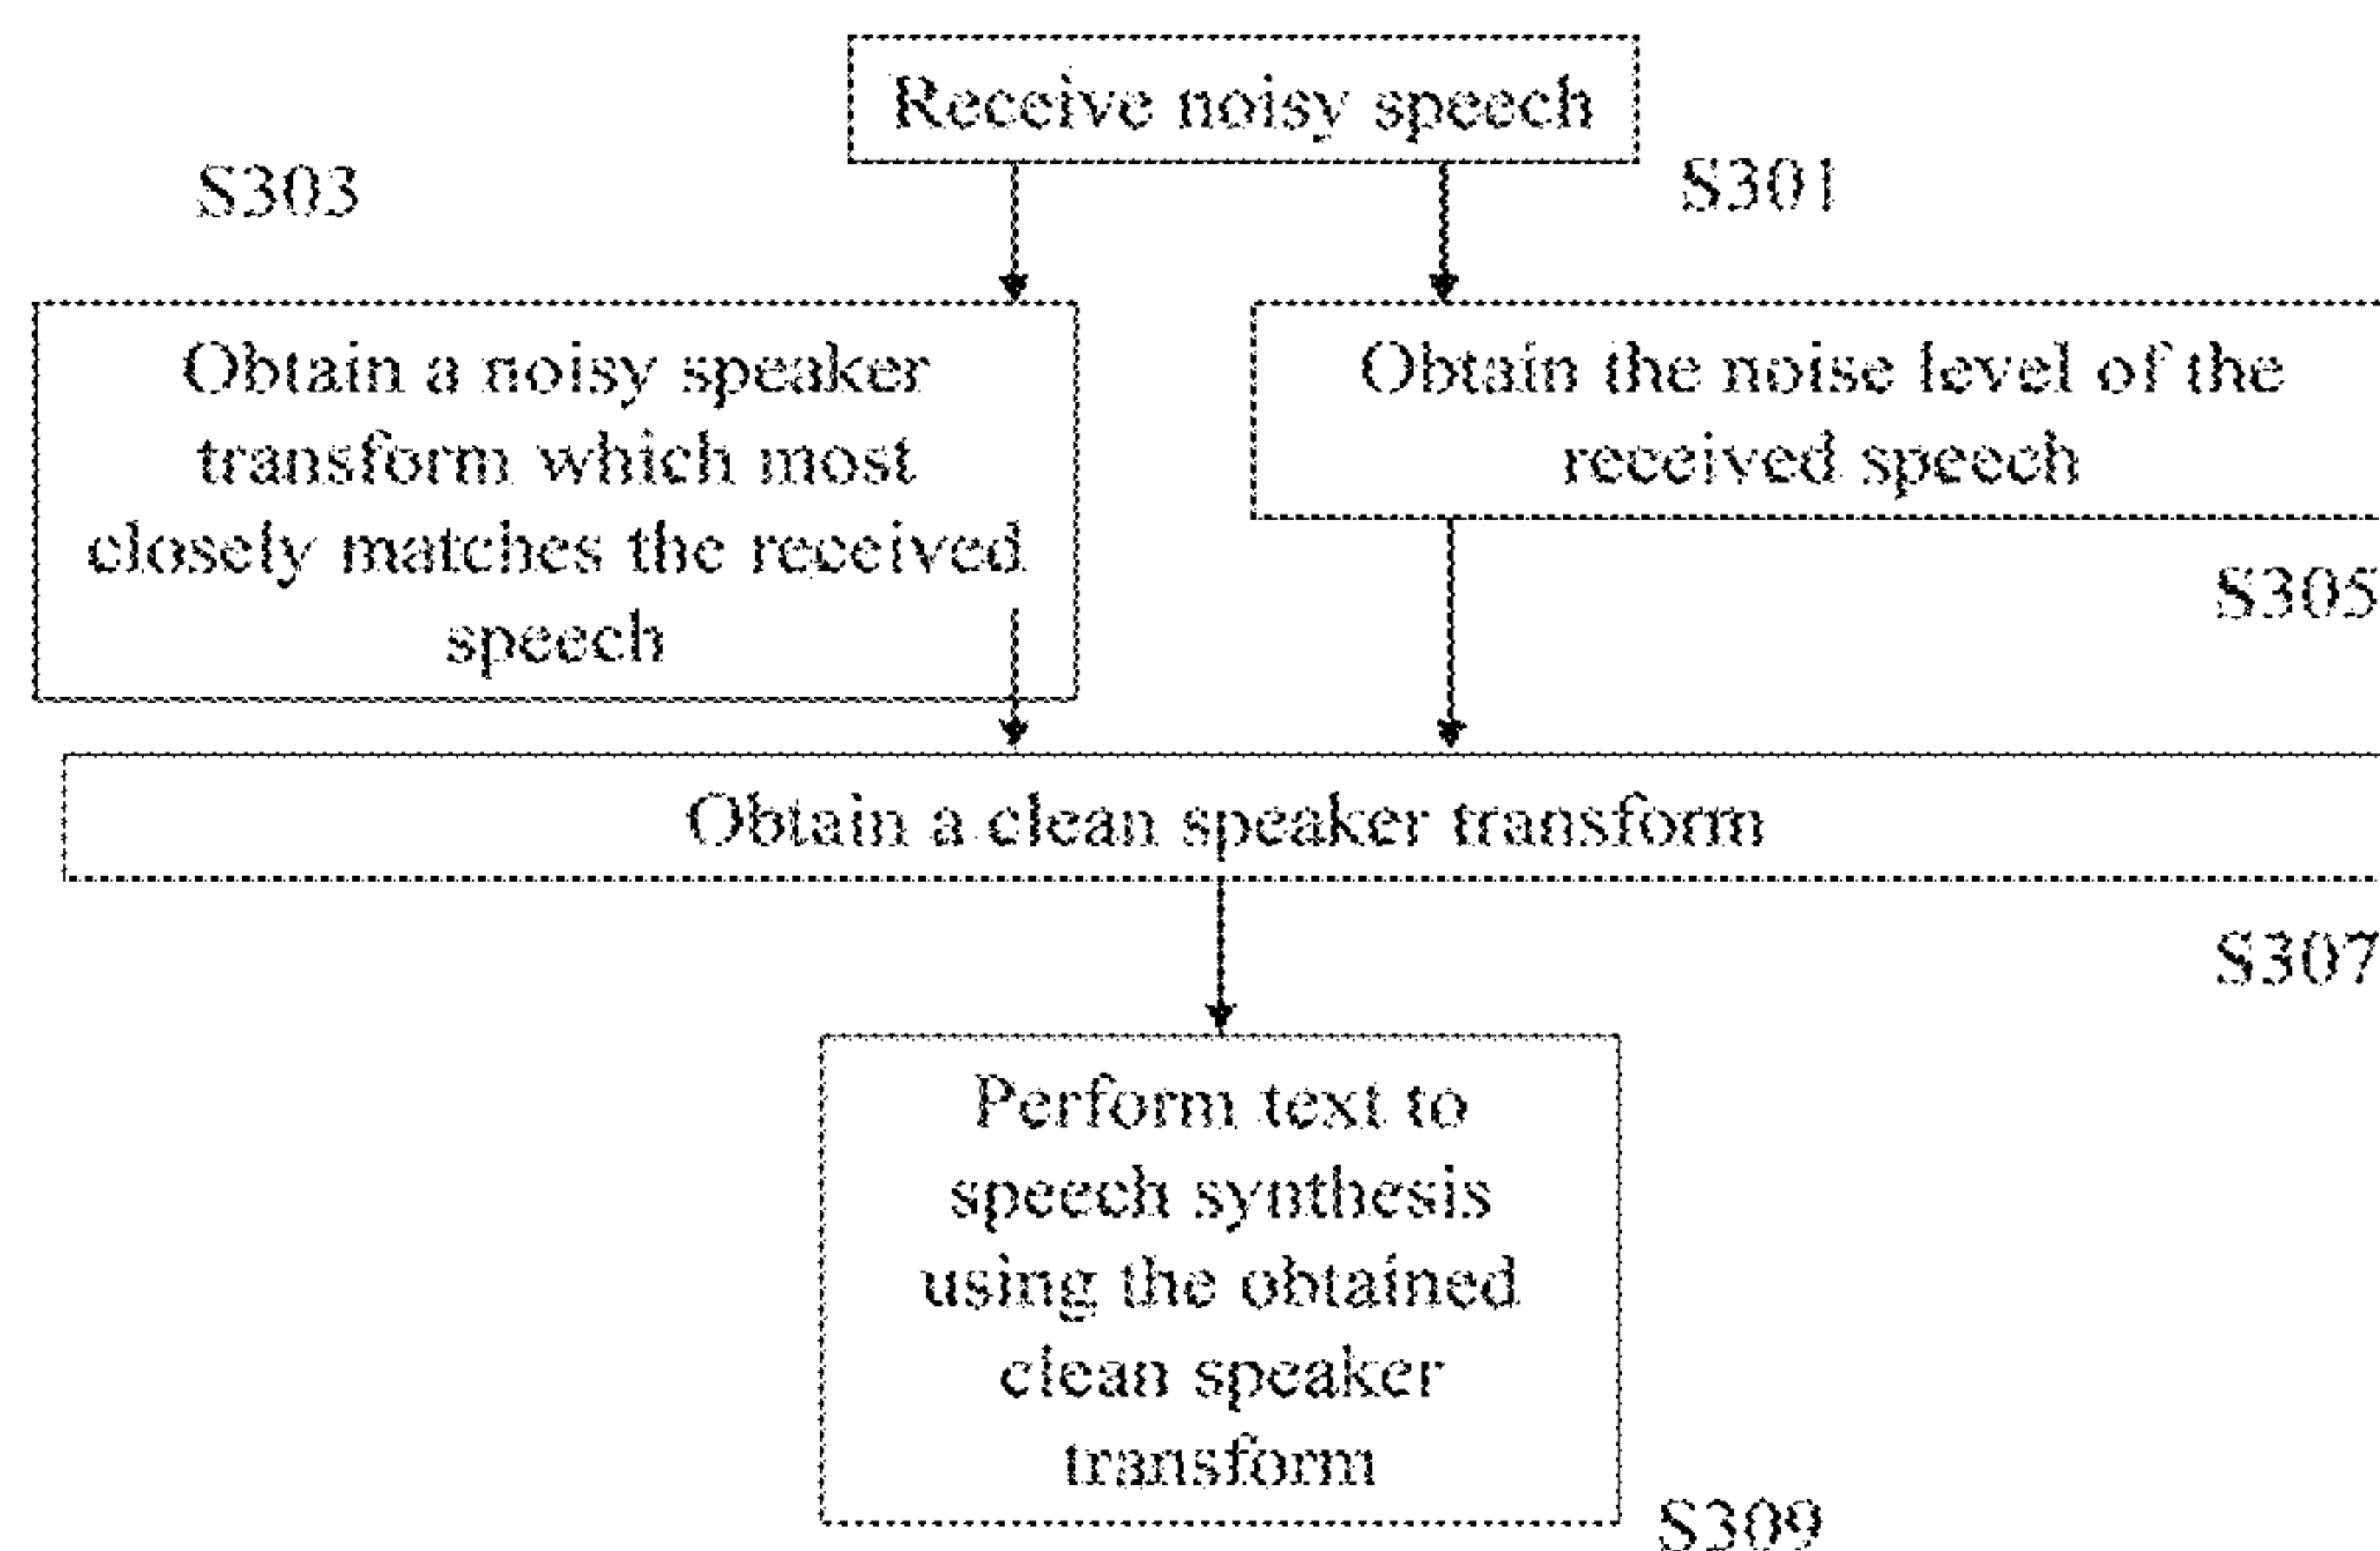 Receive noisy speech
S303
S301
Obtain a noisy speaker
transform which most
closely matches the received
speech
Obtain the noise level of the
received speech
S305
Obtain a clean speaker transform
S307
Perform text to
speech synthesis
using the obtained
clean speaker
transform
S309